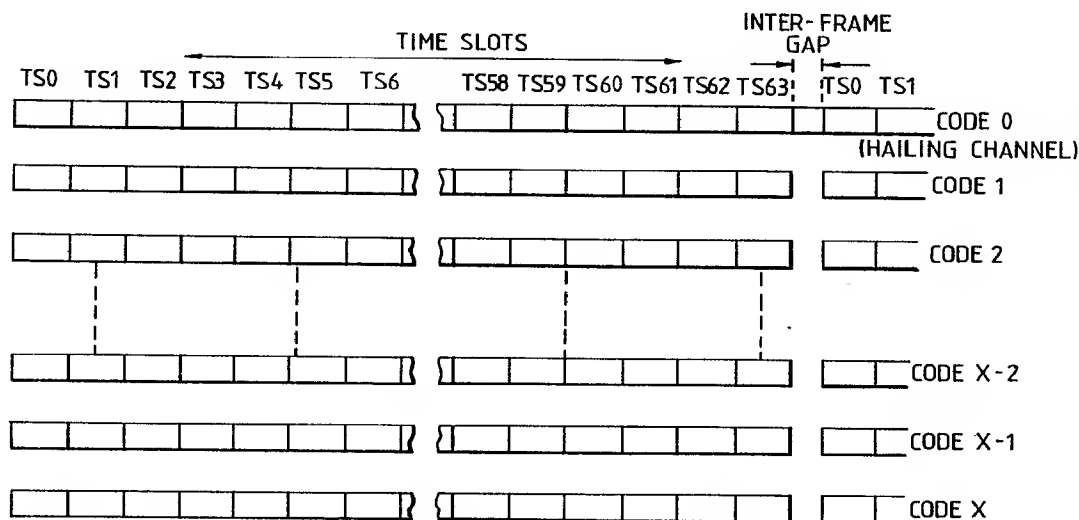 TIME SLOTS
INTER-FRAME
GAP
TS0 TS1 TS2 TS3 TS4 TS5 TS6 TS58 TS59 TS60 TS61 TS62 TS63 TS0 TS1
CODE 0
(HAILING CHANNEL)
CODE 1
CODE 2
CODE X-2
CODE X-1
CODE X